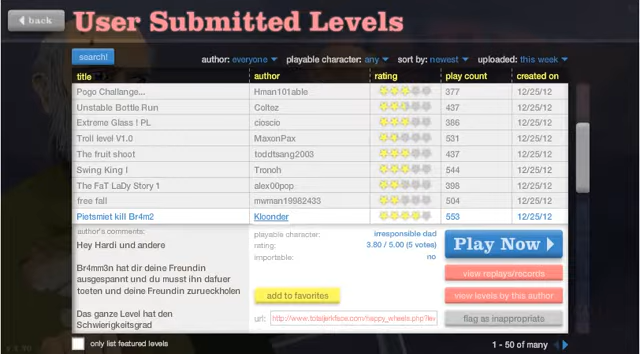 back
User Submitted Levels
search!
author: everyone playable character: any sort by: newest uploaded: this week
title author rating play count created on
Pogo Challange... Hman101able 377 12/25/12
Unstable Bottle Run Coltez 437 12/25/12
Extreme Glass ! PL cioscio 386 12/25/12
Troll level V1.0 MaxonPax 531 12/25/12
The fruit shoot toddtsang2003 437 12/25/12
Swing King I Tronoh 544 12/25/12
The FaT LaDy Story 1 alex00pop 398 12/25/12
free fall mwman19982433 504 12/25/12
Pietsmiet kill Br4m2 Kloonder 553 12/25/12
author's comments:
Hey Hardi und andere
Br4mm3n hat dir deine Freundin
ausgespannt und du musst ihn dafuer
toeten und deine Freundin zurueckholen
Das ganze Level hat den
Schwierigkeitsgrad
playable character: irresponsible dad
rating: 3.80 / 5.00 (5 votes)
importable: no
add to favorites
url: http://www.totaljerkface.com/happy_wheels.php?lev
Play Now
view replays/records
view levels by this author
flag as inappropriate
only list featured levels
1 - 50 of many